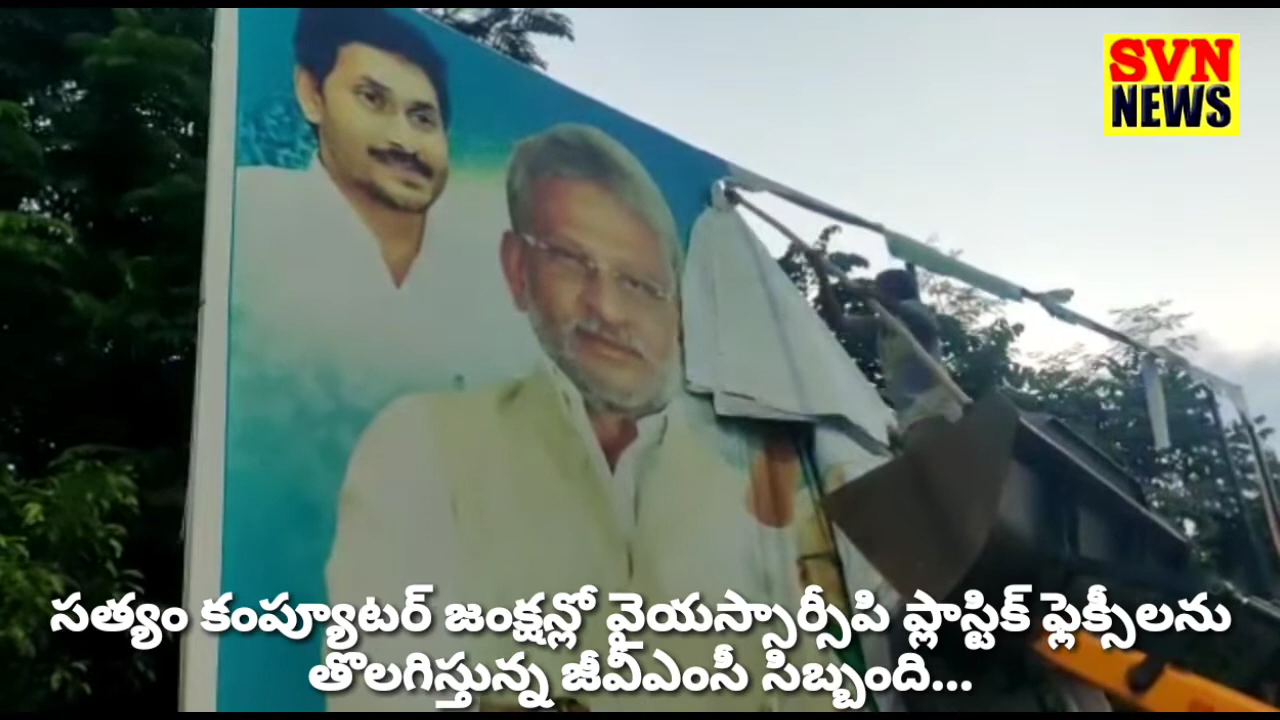 SVN
NEWS
సత్యం కంప్యూటర్ జంక్షన్లో వైయస్సార్సీపి ప్లాస్టిక్ ఫ్లెక్సీలను
తొలగిస్తున్న జీవీఎంసీ సిబ్బంది...